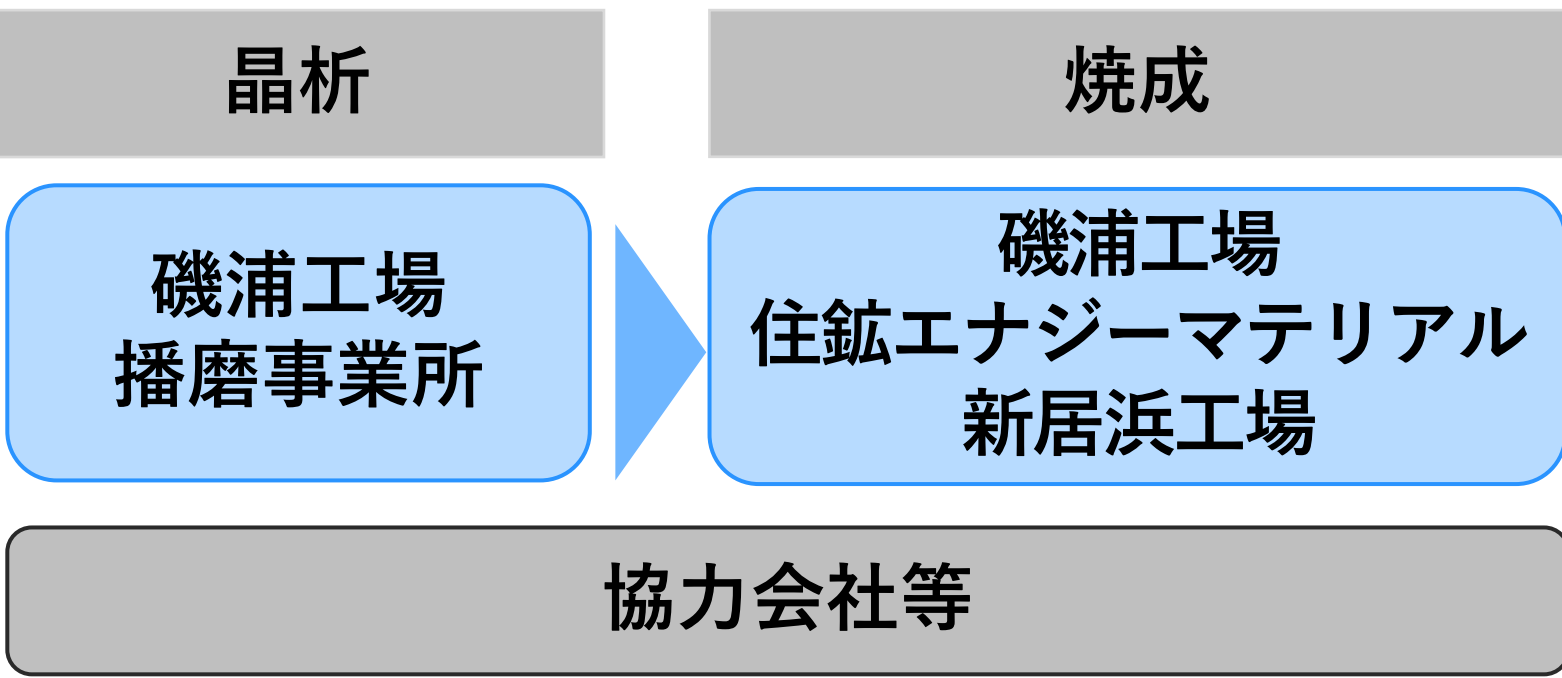 晶析
焼成
磯浦工場
播磨事業所
磯浦工場
住鉱エナジーマテリアル
新居浜工場
協力会社等